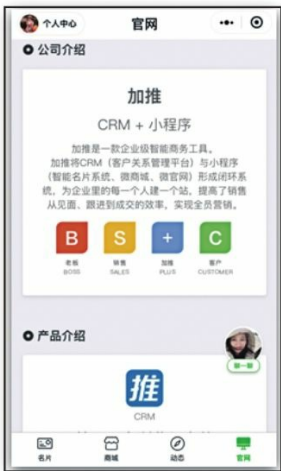 个人中心
官网
公司介绍
加推
CRM + 小程序
加推是一款企业级智能商务工具。
加推将CRM（客户关系管理平台）与小程序
（智能名片系统、微商城、微官网）形成闭环系
统，为企业里的每一个人建一个站，提高了销售
从见面、跟进到成交的效率，实现全员营销。
B S + C
老板 销售 加推 客户
BOSS SALES PLUS CUSTOMER
产品介绍
聊一聊
推
CRM
名片 商城 动态 官网